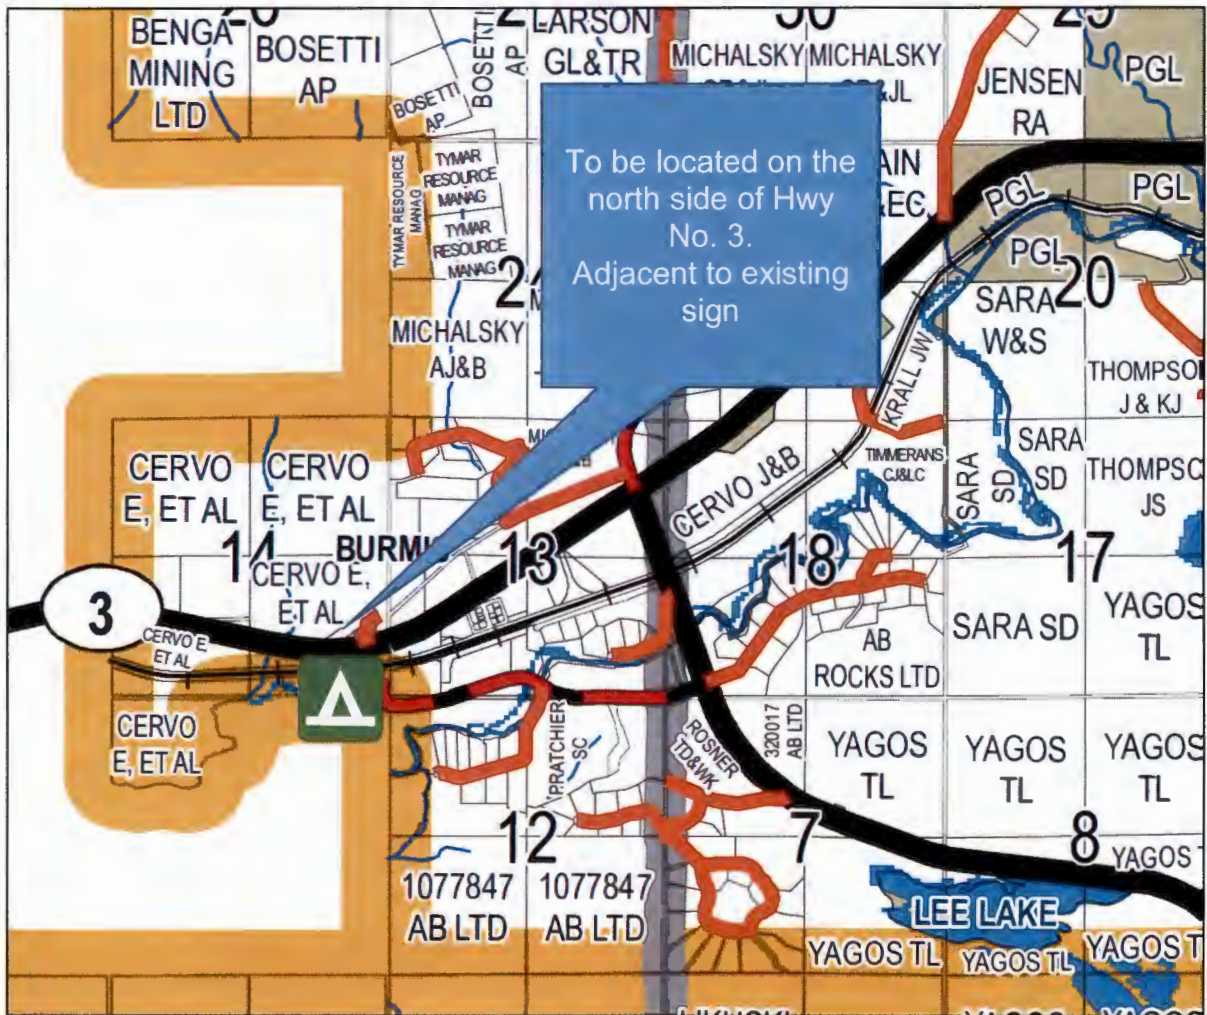 BENGA
MINING
LTD
BOSETTI
AP
BOSETTI
AP
BOSETTI
AP
LARSON
GL&TR
MICHALSKY
MICHALSKY
&JL
JENSEN
RA
PGL
TYMAR RESOURCE
MANAG
TYMAR
RESOURCE
MANAG
TYMAR
RESOURCE
MANAG
To be located on the
north side of Hwy
No. 3.
Adjacent to existing
sign
AIN
&EC
PGL
PGL
PGL
20
MICHALSKY
AJ&B
SARA
W&S
KRALL JW
THOMPSO
J & KJ
CERVO
E, ET AL
CERVO
E, ET AL
CERVO J&B
TIMMERANS
CJ&LC
SARA
SD
SARA
SD
THOMPSC
JS
14
BURMI
13
18
17
CERVO E,
ET AL
3
CERVO E,
ET AL
AB
ROCKS LTD
SARA SD
YAGOS
TL
CERVO
E, ET AL
PRATCHIER
SC
ROSNER
TD&WK
320017
AB LTD
YAGOS
TL
YAGOS
TL
YAGOS
TL
12
7
8
YAGOS
1077847
AB LTD
1077847
AB LTD
LEE LAKE
YAGOS TL
YAGOS TL
YAGOS T